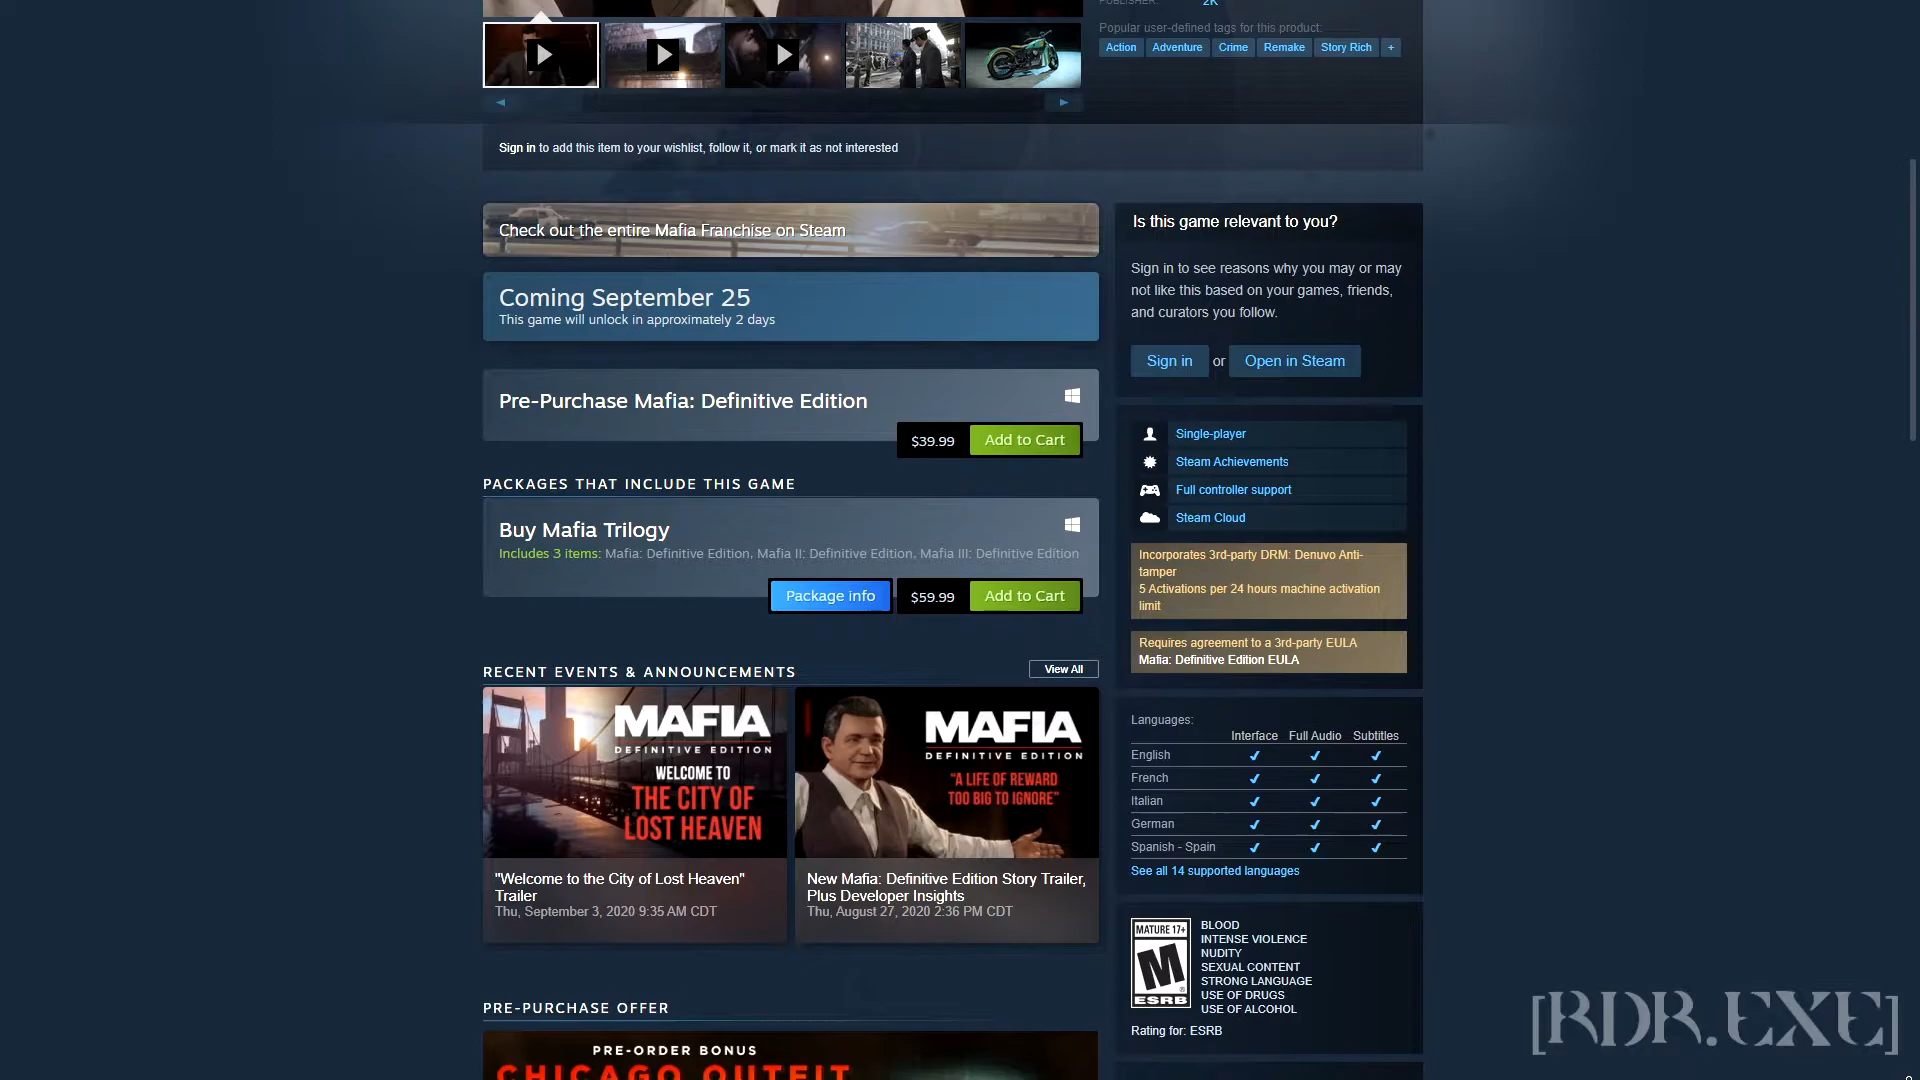 PUBLISHER: 2K
Popular user-defined tags for this product:
Action Adventure Crime Remake Story Rich +
Sign in to add this item to your wishlist, follow it, or mark it as not interested
Check out the entire Mafia Franchise on Steam
Coming September 25
This game will unlock in approximately 2 days
Pre-Purchase Mafia: Definitive Edition
$39.99 Add to Cart
PACKAGES THAT INCLUDE THIS GAME
Buy Mafia Trilogy
Includes 3 items: Mafia: Definitive Edition, Mafia II: Definitive Edition, Mafia III: Definitive Edition
Package info $59.99 Add to Cart
RECENT EVENTS & ANNOUNCEMENTS View All
MAFIA
DEFINITIVE EDITION
WELCOME TO
THE CITY OF
LOST HEAVEN
"Welcome to the City of Lost Heaven"
Trailer
Thu, September 3, 2020 9:35 AM CDT
MAFIA
DEFINITIVE EDITION
"A LIFE OF REWARD
TOO BIG TO IGNORE"
New Mafia: Definitive Edition Story Trailer,
Plus Developer Insights
Thu, August 27, 2020 2:36 PM CDT
PRE-PURCHASE OFFER
PRE-ORDER BONUS
CHICAGO OUTFIT
Is this game relevant to you?
Sign in to see reasons why you may or may
not like this based on your games, friends,
and curators you follow.
Sign in or Open in Steam
Single-player
Steam Achievements
Full controller support
Steam Cloud
Incorporates 3rd-party DRM: Denuvo Anti-
tamper
5 Activations per 24 hours machine activation
limit
Requires agreement to a 3rd-party EULA
Mafia: Definitive Edition EULA
Languages:
Interface Full Audio Subtitles
English ✔ ✔ ✔
French ✔ ✔ ✔
Italian ✔ ✔ ✔
German ✔ ✔ ✔
Spanish - Spain ✔ ✔ ✔
See all 14 supported languages
MATURE 17+
M
ESRB
BLOOD
INTENSE VIOLENCE
NUDITY
SEXUAL CONTENT
STRONG LANGUAGE
USE OF DRUGS
USE OF ALCOHOL
Rating for: ESRB
[RDR.EXE]